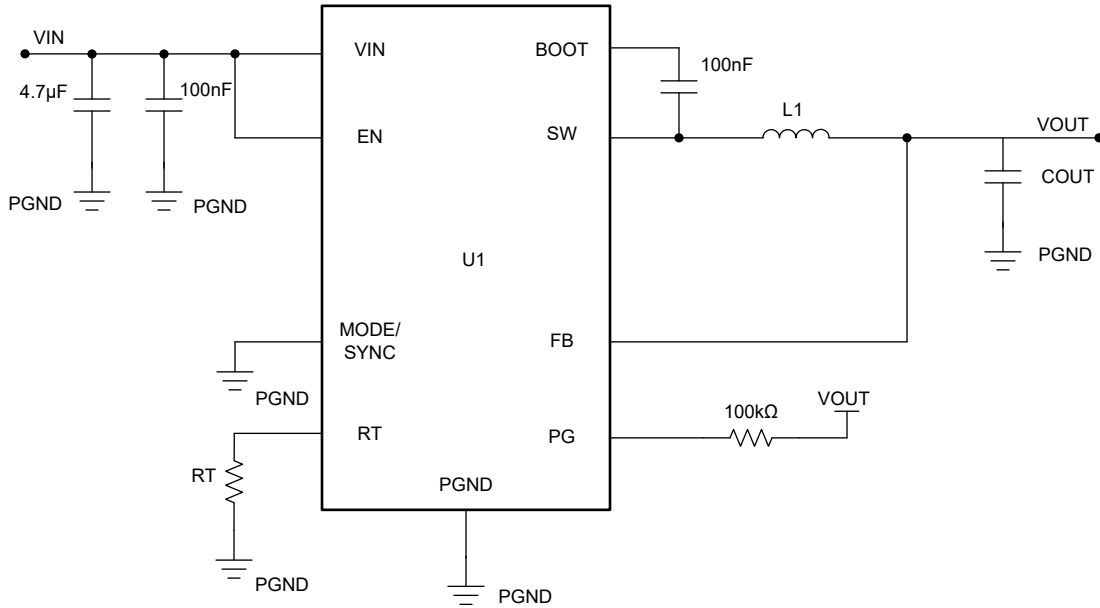 VIN
4.7µF
100nF
PGND
PGND
VIN
EN
MODE/
SYNC
RT
BOOT
SW
U1
FB
PG
PGND
100nF
L1
VOUT
COUT
PGND
PGND
RT
PGND
100kΩ
VOUT
PGND